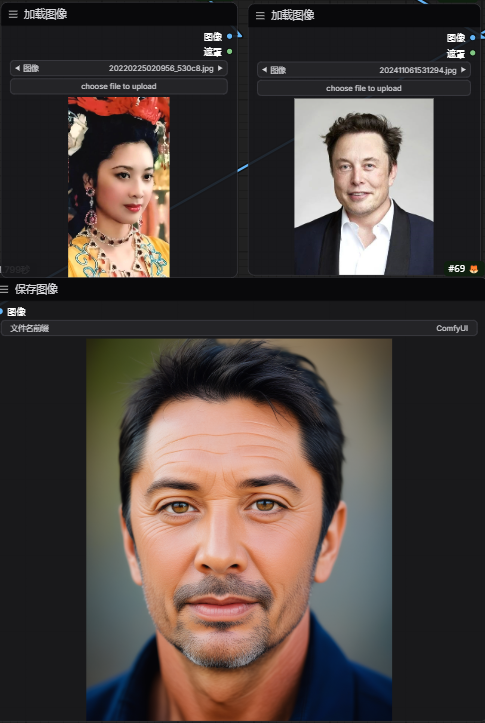 加载图像
图像
遮罩
图像 20220225020956_530c8.jpg
choose file to upload
加载图像
图像
遮罩
图像 202411061531294.jpg
choose file to upload
#69
保存图像
图像
文件名前缀 ComfyUI